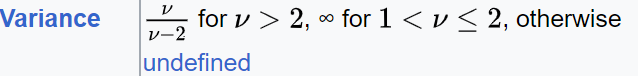 Variance ν/ν−2 for ν > 2, ∞ for 1 < ν ≤ 2, otherwise
undefined